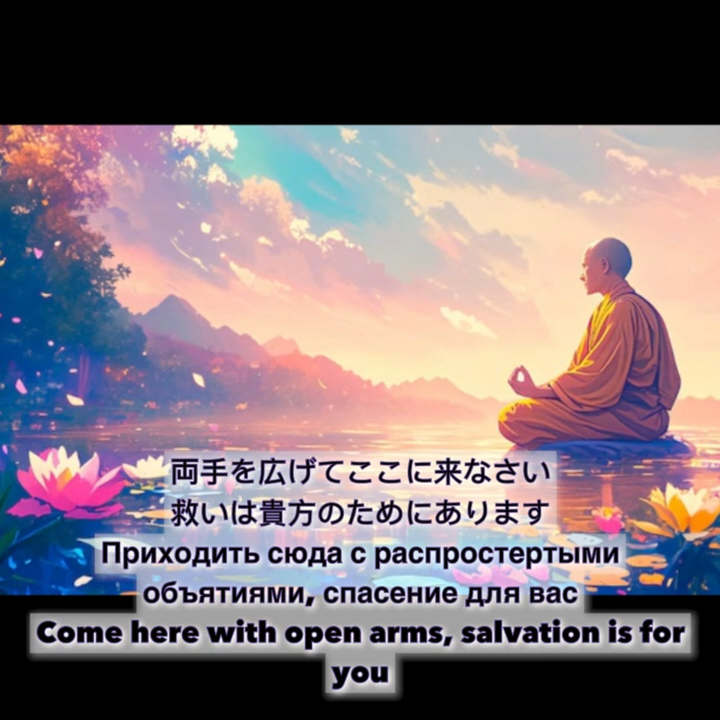 両手を広げてここに来なさい
救いは貴方のためにあります
Приходить сюда с распростертыми
объятиями, спасение для вас
Come here with open arms, salvation is for
you